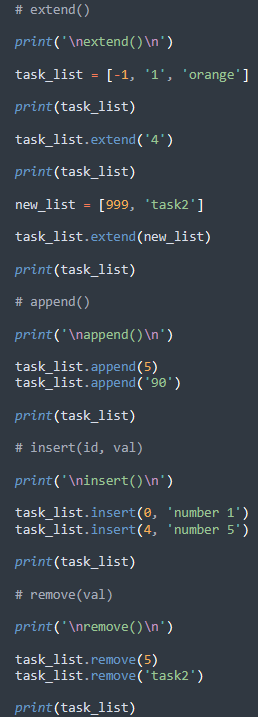 # extend()
print('\nextend()\n')
task_list = [-1, '1', 'orange']
print(task_list)
task_list.extend('4')
print(task_list)
new_list = [999, 'task2']
task_list.extend(new_list)
print(task_list)
# append()
print('\nappend()\n')
task_list.append(5)
task_list.append('90')
print(task_list)
# insert(id, val)
print('\ninsert()\n')
task_list.insert(0, 'number 1')
task_list.insert(4, 'number 5')
print(task_list)
# remove(val)
print('\nremove()\n')
task_list.remove(5)
task_list.remove('task2')
print(task_list)